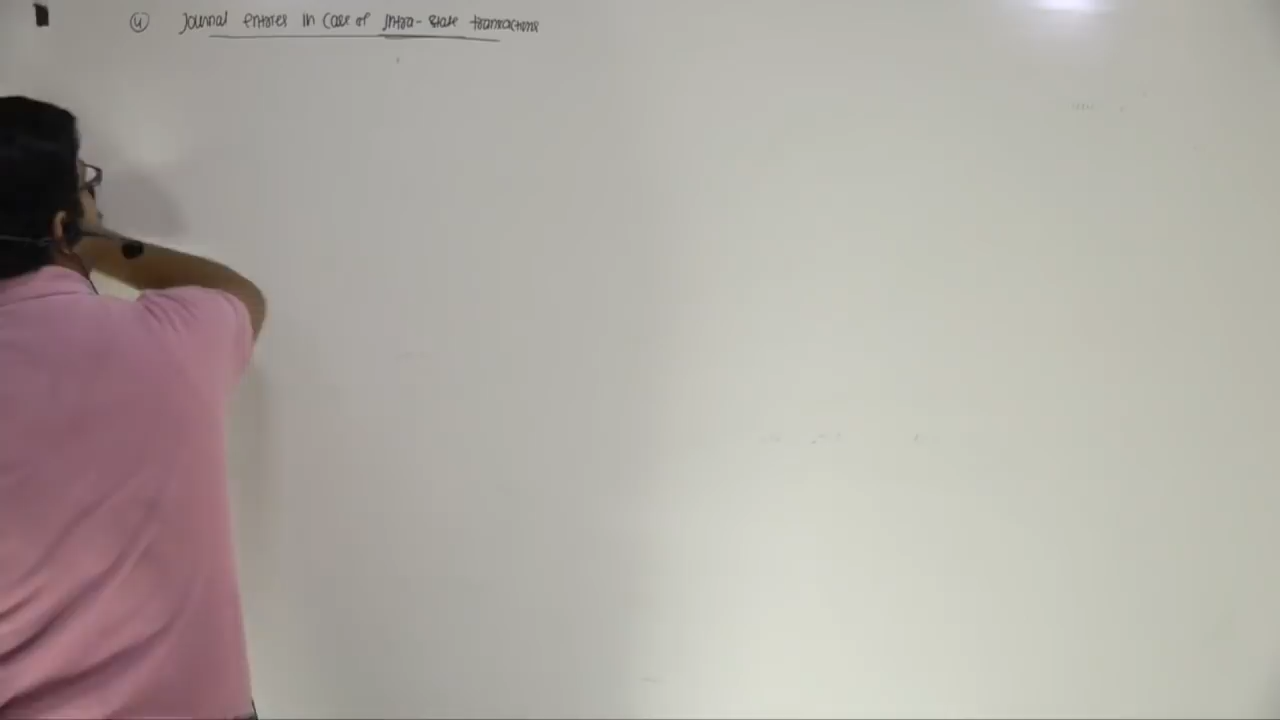 ④ Journal entries in case of Intra-State transactions